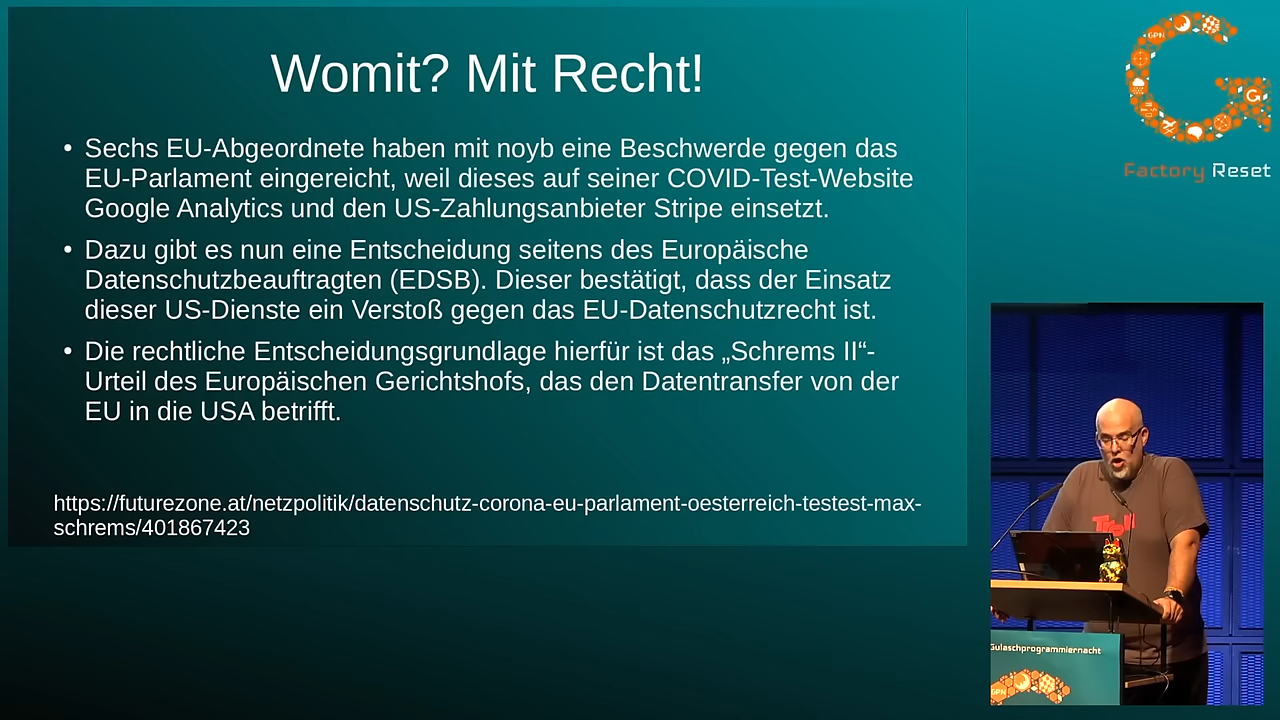 Womit? Mit Recht!
• Sechs EU-Abgeordnete haben mit noyb eine Beschwerde gegen das
EU-Parlament eingereicht, weil dieses auf seiner COVID-Test-Website
Google Analytics und den US-Zahlungsanbieter Stripe einsetzt.
• Dazu gibt es nun eine Entscheidung seitens des Europäische
Datenschutzbeauftragten (EDSB). Dieser bestätigt, dass der Einsatz
dieser US-Dienste ein Verstoß gegen das EU-Datenschutzrecht ist.
• Die rechtliche Entscheidungsgrundlage hierfür ist das „Schrems II“-
Urteil des Europäischen Gerichtshofs, das den Datentransfer von der
EU in die USA betrifft.
https://futurezone.at/netzpolitik/datenschutz-corona-eu-parlament-oesterreich-testest-max-
schrems/401867423
GPN
G
Factory Reset
Troll
Gulaschprogrammiernacht
GPN